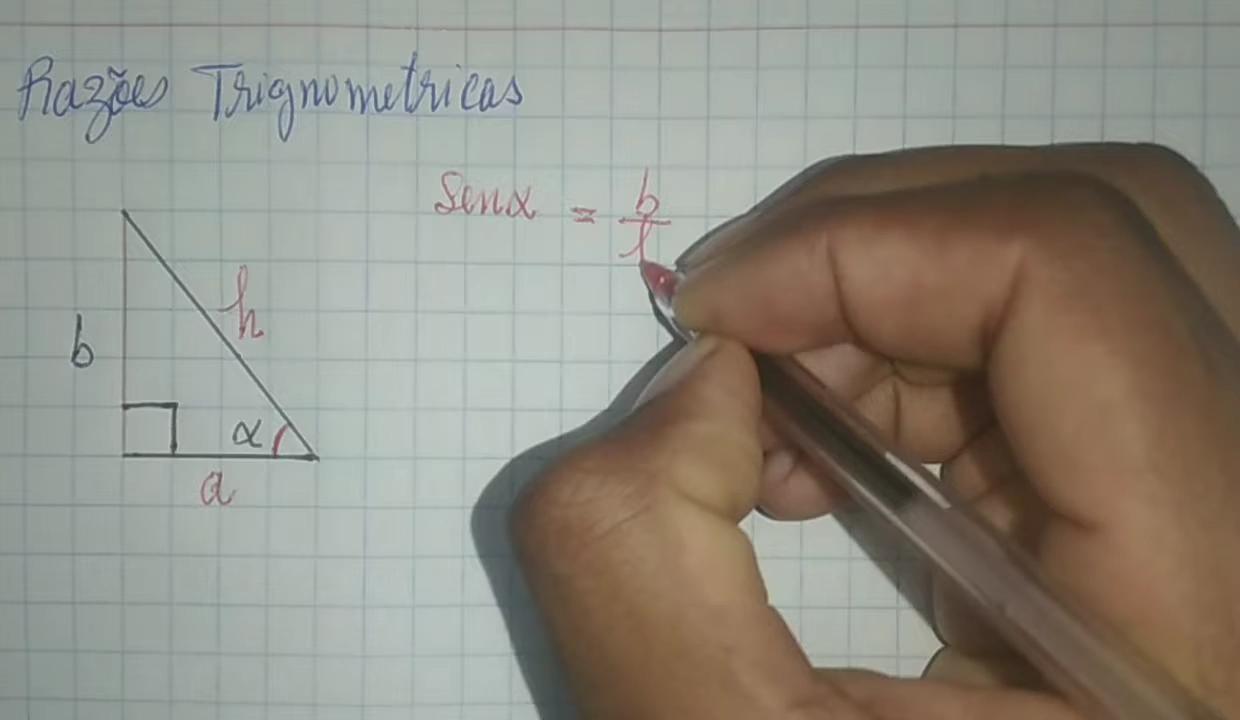 Razões Trignometricas
Senα = b/h
b
h
α
a